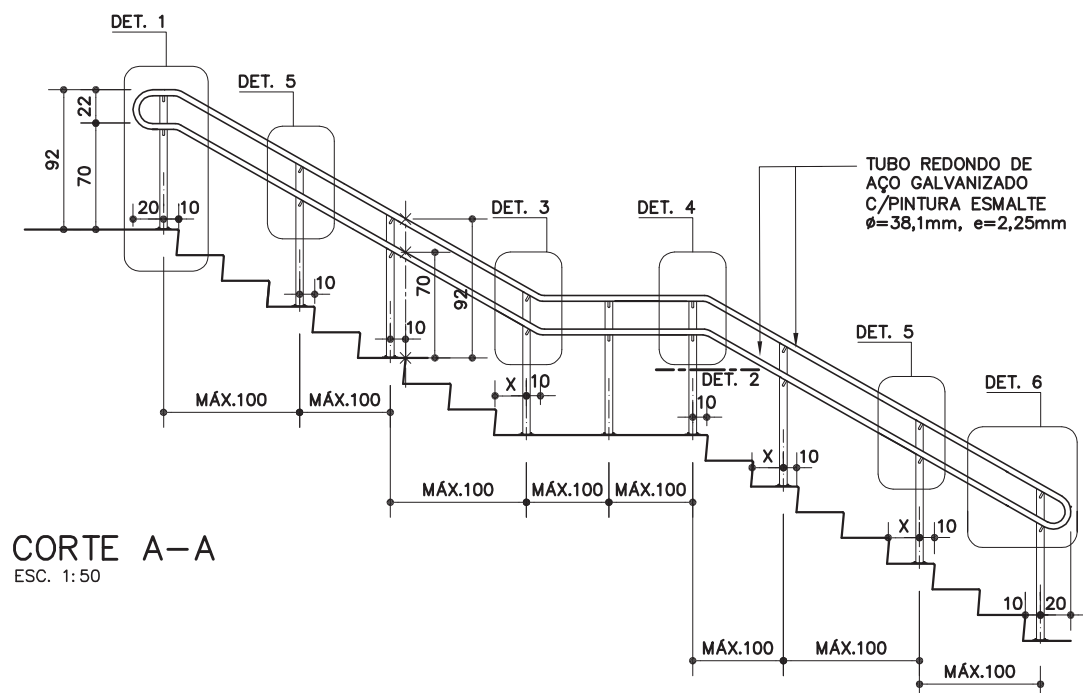 DET. 1
DET. 5
22
92
70
20
10
TUBO REDONDO DE
AÇO GALVANIZADO
C/PINTURA ESMALTE
ø=38,1mm, e=2,25mm
DET. 3
DET. 4
10
70
92
10
DET. 5
DET. 2
DET. 6
MÁX.100
MÁX.100
X
10
10
X
10
MÁX.100
MÁX.100
MÁX.100
X
10
CORTE A-A
ESC. 1:50
10
20
MÁX.100
MÁX.100
MÁX.100